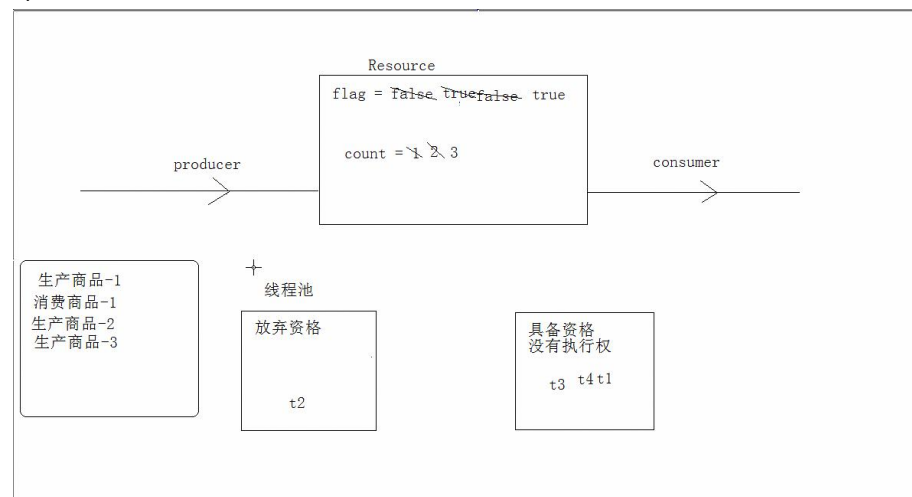 Resource
flag = false true false true
count = 1 2 3
producer
consumer
生产商品-1
消费商品-1
生产商品-2
生产商品-3
线程池
放弃资格
t2
具备资格
没有执行权
t3 t4 t1